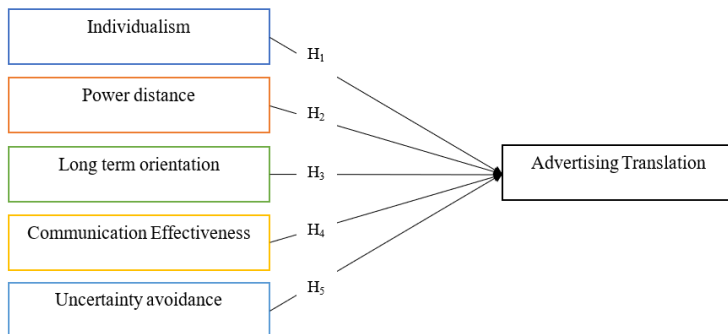 Individualism
H₁
Power distance
H₂
Long term orientation
H₃
Advertising Translation
Communication Effectiveness
H₄
Uncertainty avoidance
H₅